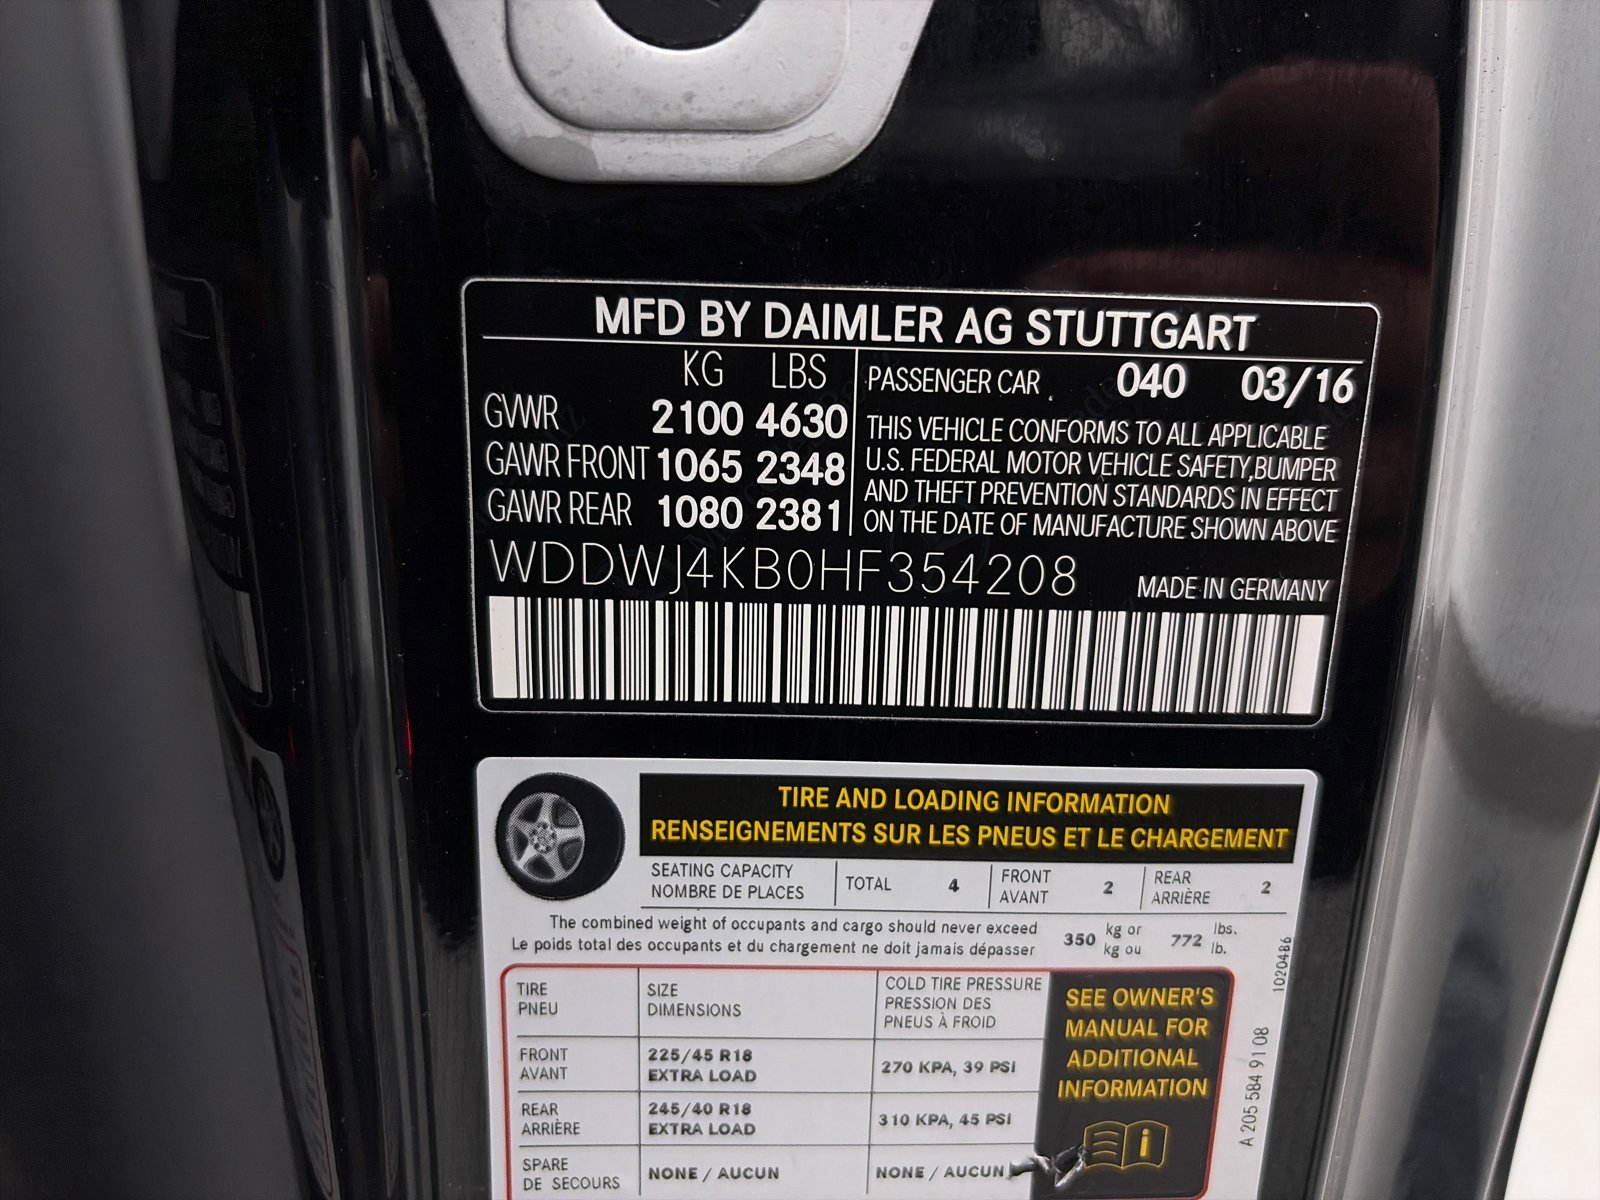 MFD BY DAIMLER AG STUTTGART
KG LBS
GVWR 2100 4630
GAWR FRONT 1065 2348
GAWR REAR 1080 2381
PASSENGER CAR 040 03/16
THIS VEHICLE CONFORMS TO ALL APPLICABLE
U.S. FEDERAL MOTOR VEHICLE SAFETY,BUMPER
AND THEFT PREVENTION STANDARDS IN EFFECT
ON THE DATE OF MANUFACTURE SHOWN ABOVE
WDDWJ4KB0HF354208
MADE IN GERMANY
TIRE AND LOADING INFORMATION
RENSEIGNEMENTS SUR LES PNEUS ET LE CHARGEMENT
SEATING CAPACITY
NOMBRE DE PLACES
TOTAL 4
FRONT
AVANT
2
REAR
ARRIÈRE
2
The combined weight of occupants and cargo should never exceed
Le poids total des occupants et du chargement ne doit jamais dépasser
350 kg or
kg ou
772 lbs.
lb.
TIRE
PNEU
SIZE
DIMENSIONS
COLD TIRE PRESSURE
PRESSION DES
PNEUS À FROID
FRONT
AVANT
225/45 R18
EXTRA LOAD
270 KPA, 39 PSI
REAR
ARRIÈRE
245/40 R18
EXTRA LOAD
310 KPA, 45 PSI
SPARE
DE SECOURS
NONE / AUCUN
NONE / AUCUN
SEE OWNER'S
MANUAL FOR
ADDITIONAL
INFORMATION
i
1020486
A 205 584 91 08